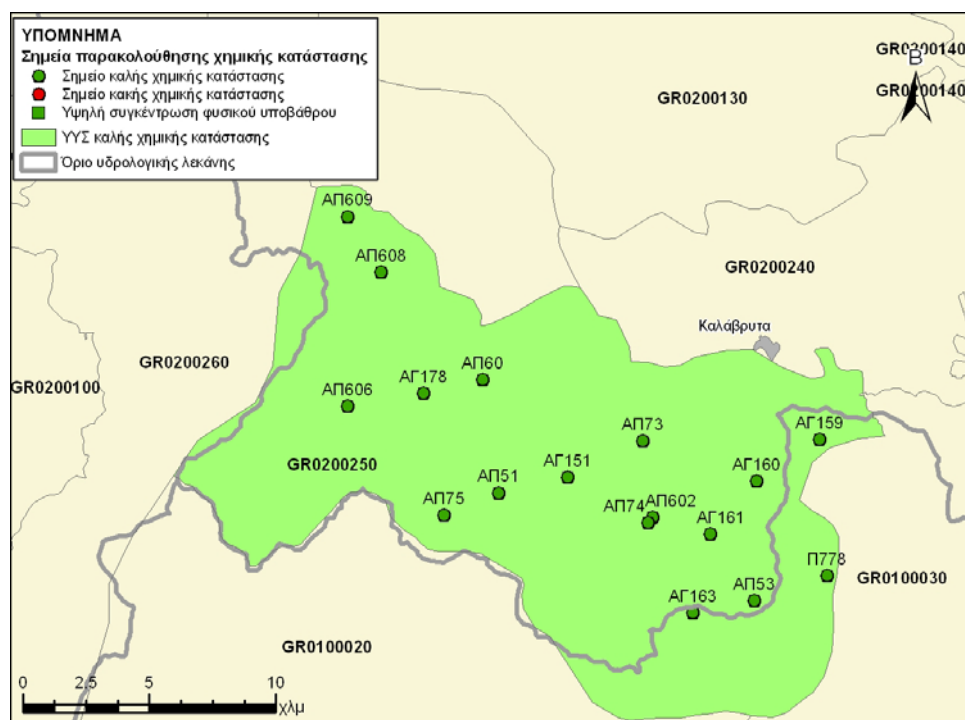 ΥΠΟΜΝΗΜΑ
Σημεία παρακολούθησης χημικής κατάστασης
Σημείο καλής χημικής κατάστασης
Σημείο κακής χημικής κατάστασης
Υψηλή συγκέντρωση φυσικού υποβάθρου
ΥΥΣ καλής χημικής κατάστασης
Όριο υδρολογικής λεκάνης
GR0200140
Β
GR0200140
GR0200130
ΑΠ609
ΑΠ608
GR0200240
Καλάβρυτα
GR0200260
GR0200100
ΑΠ60
ΑΓ178
ΑΠ606
ΑΠ73
ΑΓ159
GR0200250
ΑΓ151
ΑΓ160
ΑΠ51
ΑΠ75
ΑΠ74
ΑΠ602
ΑΓ161
Π778
GR0100030
ΑΓ163
ΑΠ53
GR0100020
0 2,5 5 10
χλμ